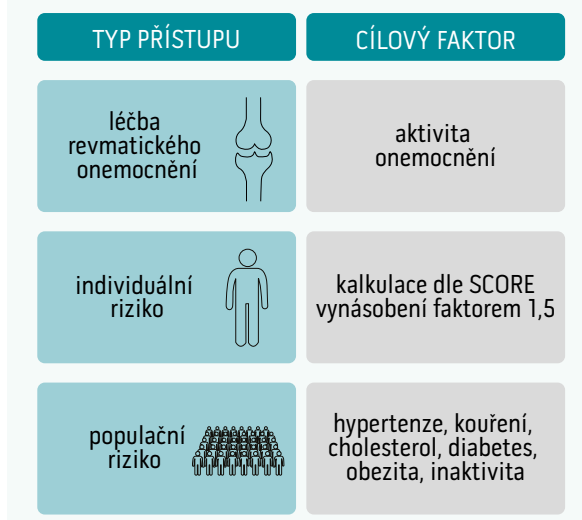 TYP PŘÍSTUPU
CÍLOVÝ FAKTOR
léčba
revmatického
onemocnění
aktivita
onemocnění
individuální
riziko
kalkulace dle SCORE
vynásobení faktorem 1,5
populační
riziko
hypertenze, kouření,
cholesterol, diabetes,
obezita, inaktivita